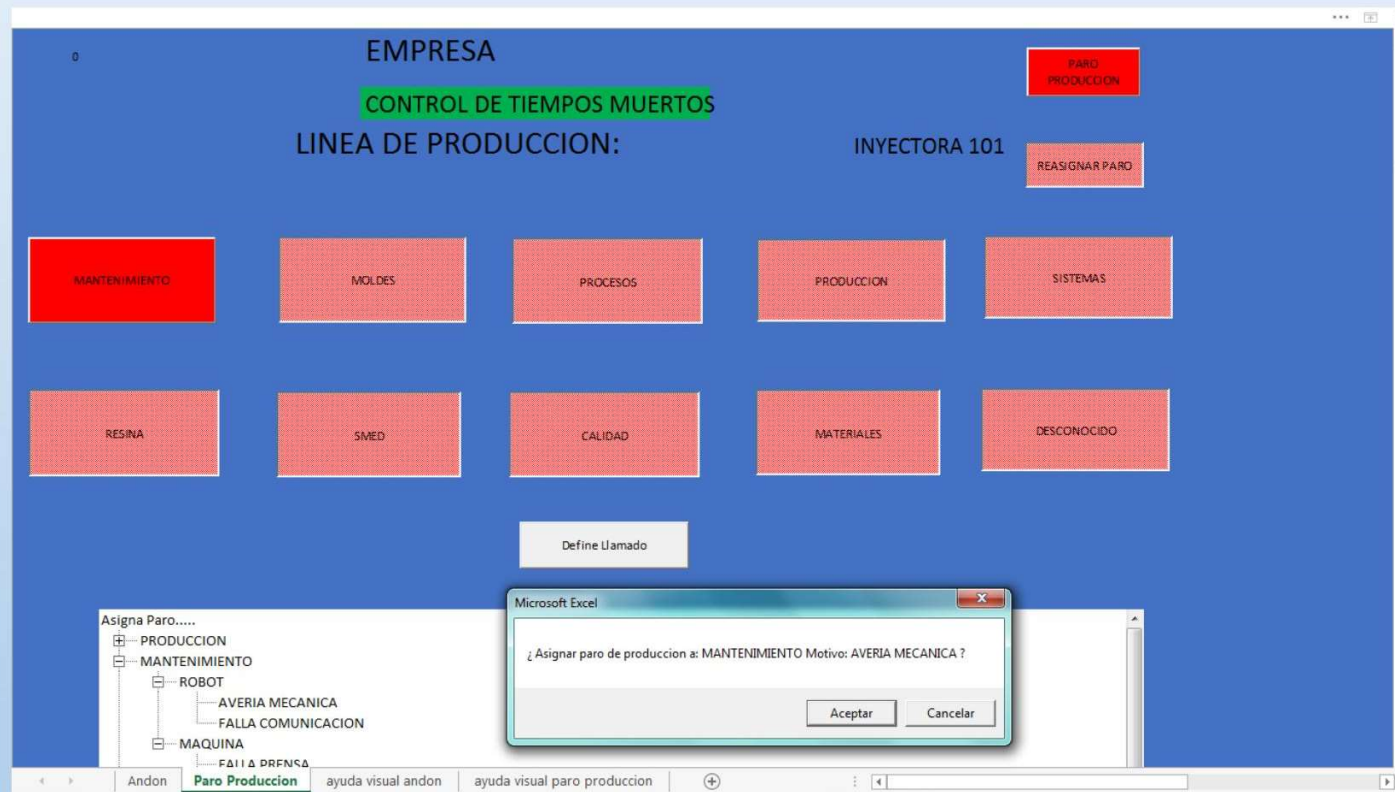 0
EMPRESA
CONTROL DE TIEMPOS MUERTOS
LINEA DE PRODUCCION:
INYECTORA 101
PARO
PRODUCCION
REASIGNAR PARO
MANTENIMIENTO
MOLDES
PROCESOS
PRODUCCION
SISTEMAS
RESINA
SMED
CALIDAD
MATERIALES
DESCONOCIDO
Define Llamado
Asigna Paro.....
PRODUCCION
MANTENIMIENTO
ROBOT
AVERIA MECANICA
FALLA COMUNICACION
MAQUINA
FALLA PRENSA
Microsoft Excel
¿ Asignar paro de produccion a: MANTENIMIENTO Motivo: AVERIA MECANICA ?
Aceptar
Cancelar
Andon
Paro Produccion
ayuda visual andon
ayuda visual paro produccion